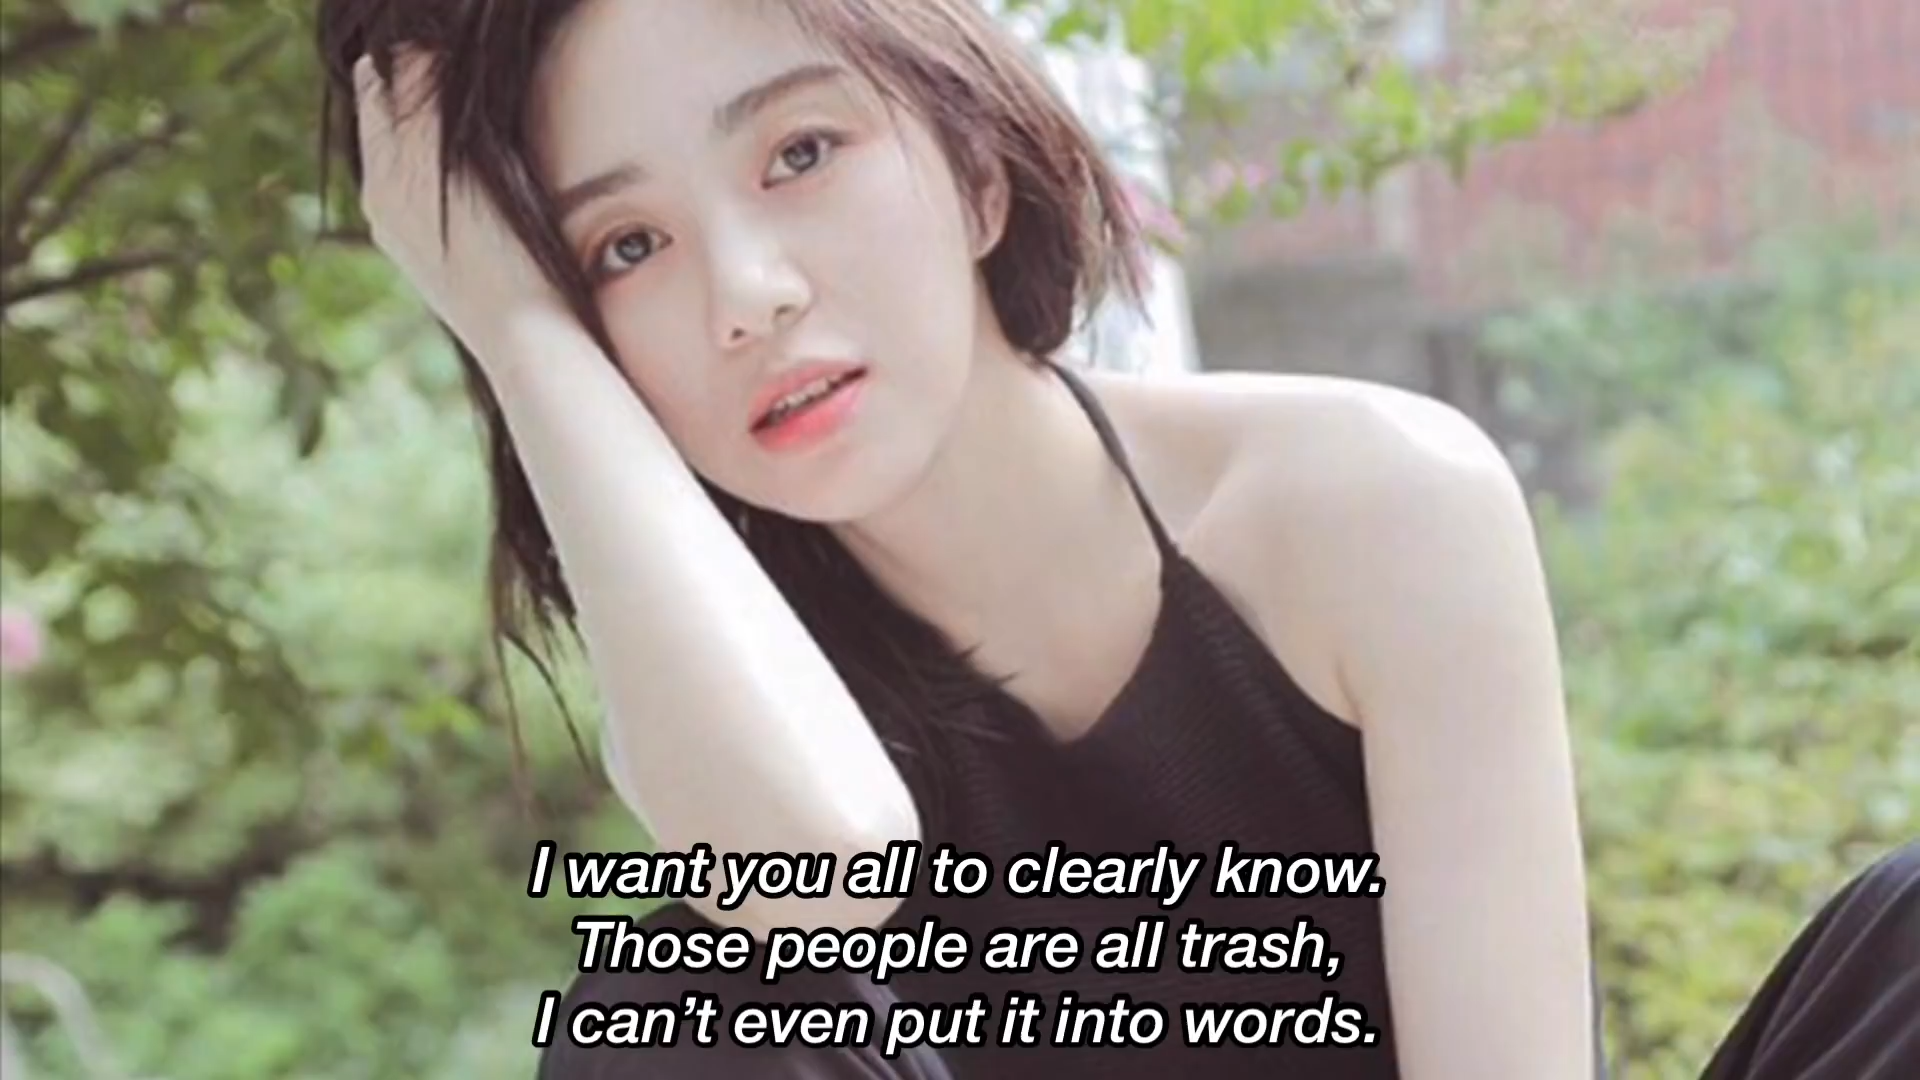 I want you all to clearly know.
Those people are all trash,
I can’t even put it into words.